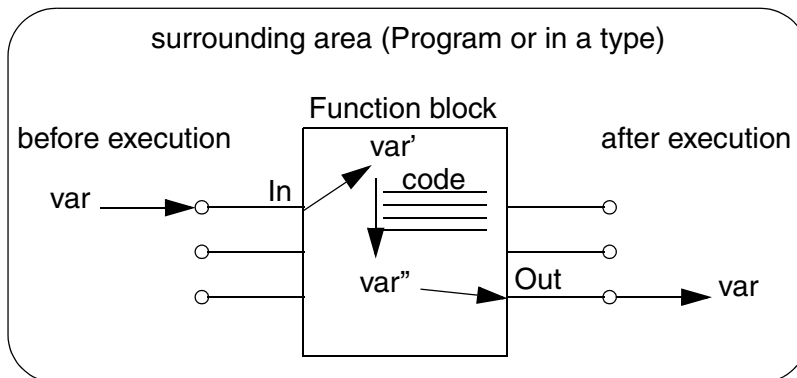 surrounding area (Program or in a type)
Function block
before execution
after execution
var'
code
In
var
var"
Out
var